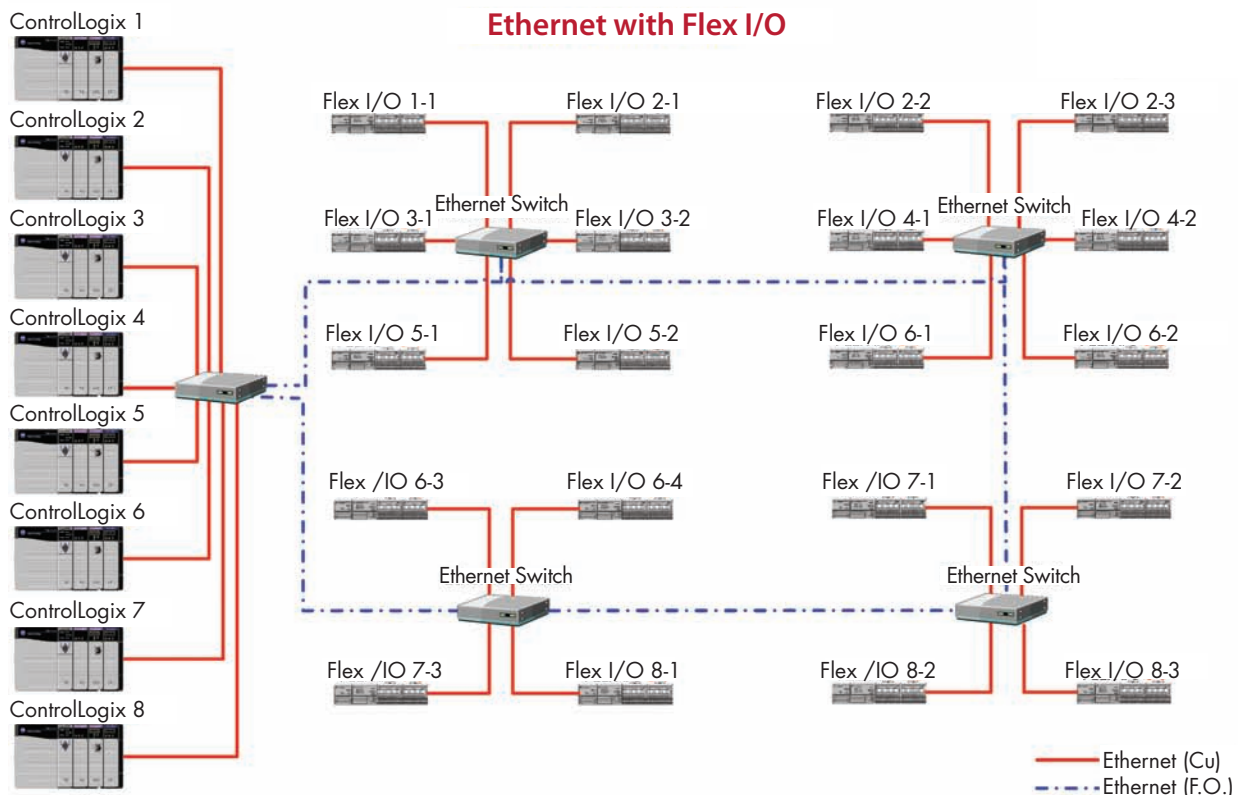 Ethernet with Flex I/O
ControlLogix 1
ControlLogix 2
ControlLogix 3
ControlLogix 4
ControlLogix 5
ControlLogix 6
ControlLogix 7
ControlLogix 8
Flex I/O 1-1
Flex I/O 2-1
Ethernet Switch
Flex I/O 3-1
Flex I/O 3-2
Flex I/O 5-1
Flex I/O 5-2
Flex I/O 2-2
Flex I/O 2-3
Ethernet Switch
Flex I/O 4-1
Flex I/O 4-2
Flex I/O 6-1
Flex I/O 6-2
Flex /IO 6-3
Flex I/O 6-4
Ethernet Switch
Flex /IO 7-3
Flex I/O 8-1
Flex /IO 7-1
Flex I/O 7-2
Ethernet Switch
Flex /IO 8-2
Flex I/O 8-3
Ethernet (Cu)
Ethernet (F.O.)